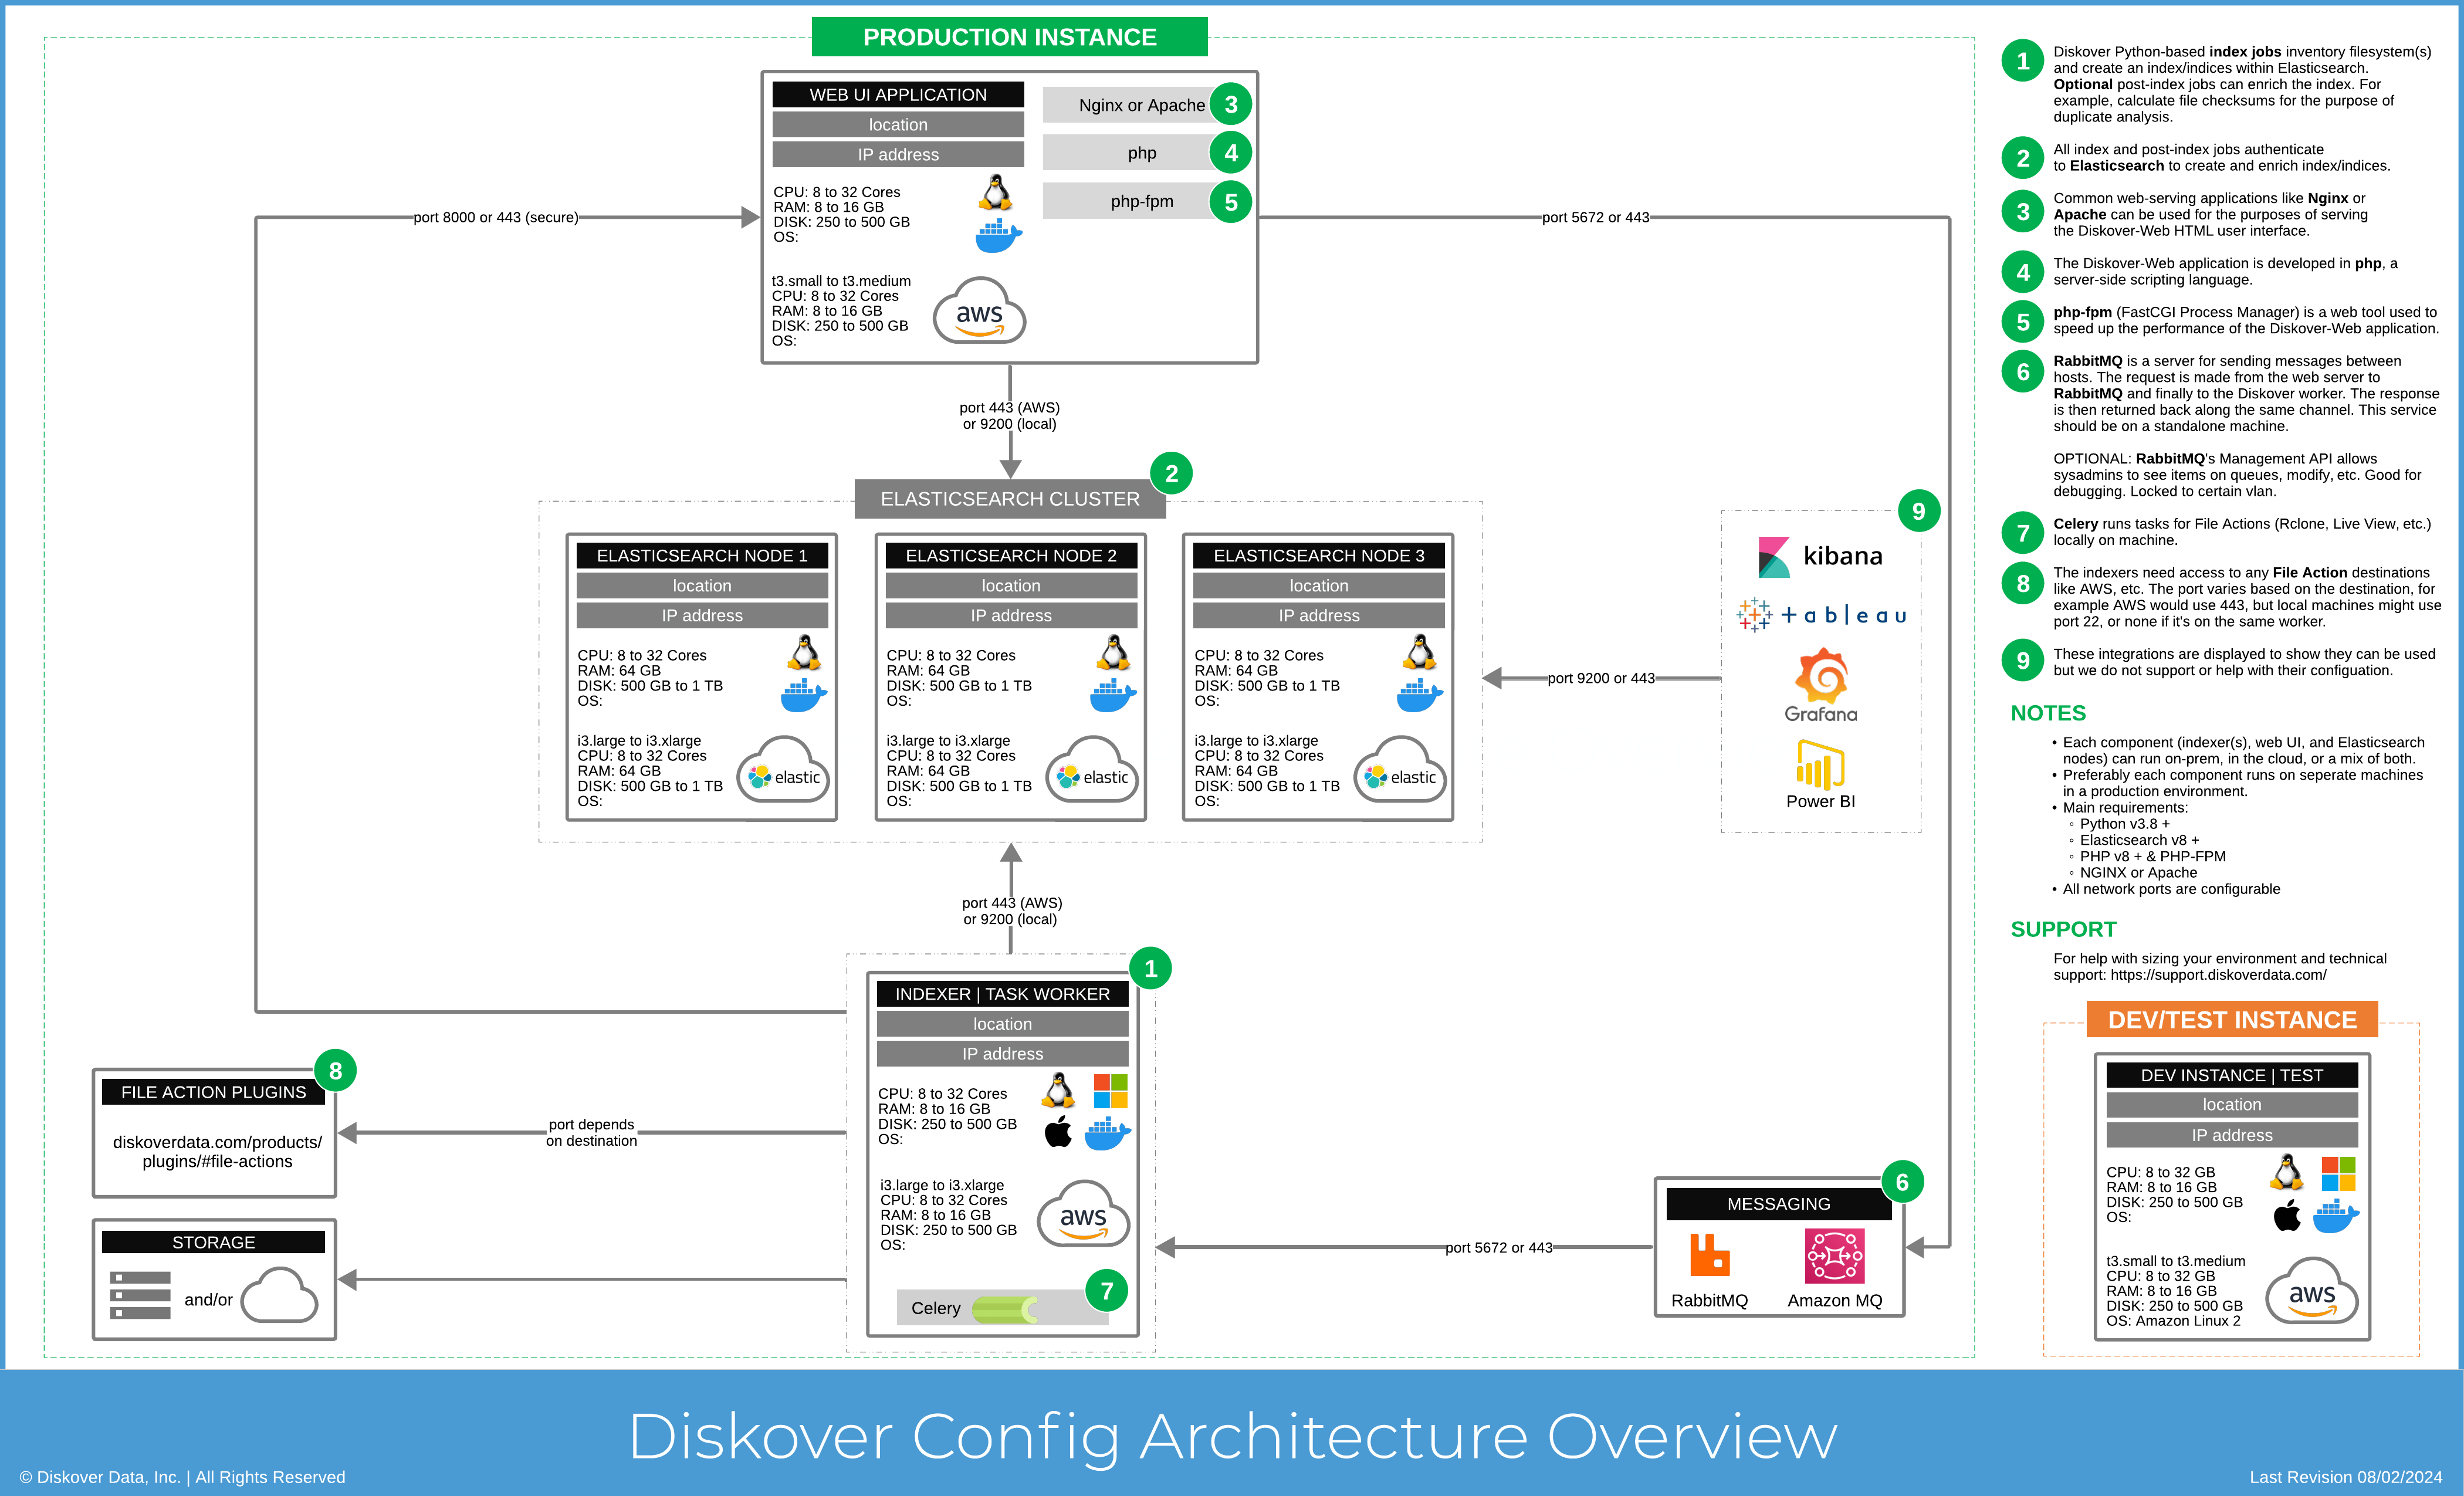 PRODUCTION INSTANCE
WEB UI APPLICATION
location
IP address
CPU: 8 to 32 Cores
RAM: 8 to 16 GB
DISK: 250 to 500 GB
OS:
t3.small to t3.medium
CPU: 8 to 32 Cores
RAM: 8 to 16 GB
DISK: 250 to 500 GB
OS:
aws
Nginx or Apache
3
php
4
php-fpm
5
port 8000 or 443 (secure)
port 5672 or 443
port 443 (AWS)
or 9200 (local)
ELASTICSEARCH CLUSTER
2
ELASTICSEARCH NODE 1
location
IP address
CPU: 8 to 32 Cores
RAM: 64 GB
DISK: 500 GB to 1 TB
OS:
i3.large to i3.xlarge
CPU: 8 to 32 Cores
RAM: 64 GB
DISK: 500 GB to 1 TB
OS:
elastic
ELASTICSEARCH NODE 2
location
IP address
CPU: 8 to 32 Cores
RAM: 64 GB
DISK: 500 GB to 1 TB
OS:
i3.large to i3.xlarge
CPU: 8 to 32 Cores
RAM: 64 GB
DISK: 500 GB to 1 TB
OS:
elastic
ELASTICSEARCH NODE 3
location
IP address
CPU: 8 to 32 Cores
RAM: 64 GB
DISK: 500 GB to 1 TB
OS:
i3.large to i3.xlarge
CPU: 8 to 32 Cores
RAM: 64 GB
DISK: 500 GB to 1 TB
OS:
elastic
port 9200 or 443
9
kibana
+ableau
Grafana
Power BI
port 443 (AWS)
or 9200 (local)
1
INDEXER | TASK WORKER
location
IP address
CPU: 8 to 32 Cores
RAM: 8 to 16 GB
DISK: 250 to 500 GB
OS:
i3.large to i3.xlarge
CPU: 8 to 32 Cores
RAM: 8 to 16 GB
DISK: 250 to 500 GB
OS:
aws
Celery
7
8
FILE ACTION PLUGINS
diskoverdata.com/products/
plugins/#file-actions
port depends
on destination
STORAGE
and/or
port 5672 or 443
6
MESSAGING
RabbitMQ
Amazon MQ
1
Diskover Python-based index jobs inventory filesystem(s)
and create an index/indices within Elasticsearch.
Optional post-index jobs can enrich the index. For
example, calculate file checksums for the purpose of
duplicate analysis.
2
All index and post-index jobs authenticate
to Elasticsearch to create and enrich index/indices.
3
Common web-serving applications like Nginx or
Apache can be used for the purposes of serving
the Diskover-Web HTML user interface.
4
The Diskover-Web application is developed in php, a
server-side scripting language.
5
php-fpm (FastCGI Process Manager) is a web tool used to
speed up the performance of the Diskover-Web application.
6
RabbitMQ is a server for sending messages between
hosts. The request is made from the web server to
RabbitMQ and finally to the Diskover worker. The response
is then returned back along the same channel. This service
should be on a standalone machine.
OPTIONAL: RabbitMQ's Management API allows
sysadmins to see items on queues, modify, etc. Good for
debugging. Locked to certain vlan.
7
Celery runs tasks for File Actions (Rclone, Live View, etc.)
locally on machine.
8
The indexers need access to any File Action destinations
like AWS, etc. The port varies based on the destination, for
example AWS would use 443, but local machines might use
port 22, or none if it's on the same worker.
9
These integrations are displayed to show they can be used
but we do not support or help with their configuation.
NOTES
• Each component (indexer(s), web UI, and Elasticsearch
nodes) can run on-prem, in the cloud, or a mix of both.
• Preferably each component runs on seperate machines
in a production environment.
• Main requirements:
◦ Python v3.8 +
◦ Elasticsearch v8 +
◦ PHP v8 + & PHP-FPM
◦ NGINX or Apache
• All network ports are configurable
SUPPORT
For help with sizing your environment and technical
support: https://support.diskoverdata.com/
DEV/TEST INSTANCE
DEV INSTANCE | TEST
location
IP address
CPU: 8 to 32 GB
RAM: 8 to 16 GB
DISK: 250 to 500 GB
OS:
t3.small to t3.medium
CPU: 8 to 32 GB
RAM: 8 to 16 GB
DISK: 250 to 500 GB
OS: Amazon Linux 2
aws
Diskover Config Architecture Overview
© Diskover Data, Inc. | All Rights Reserved
Last Revision 08/02/2024